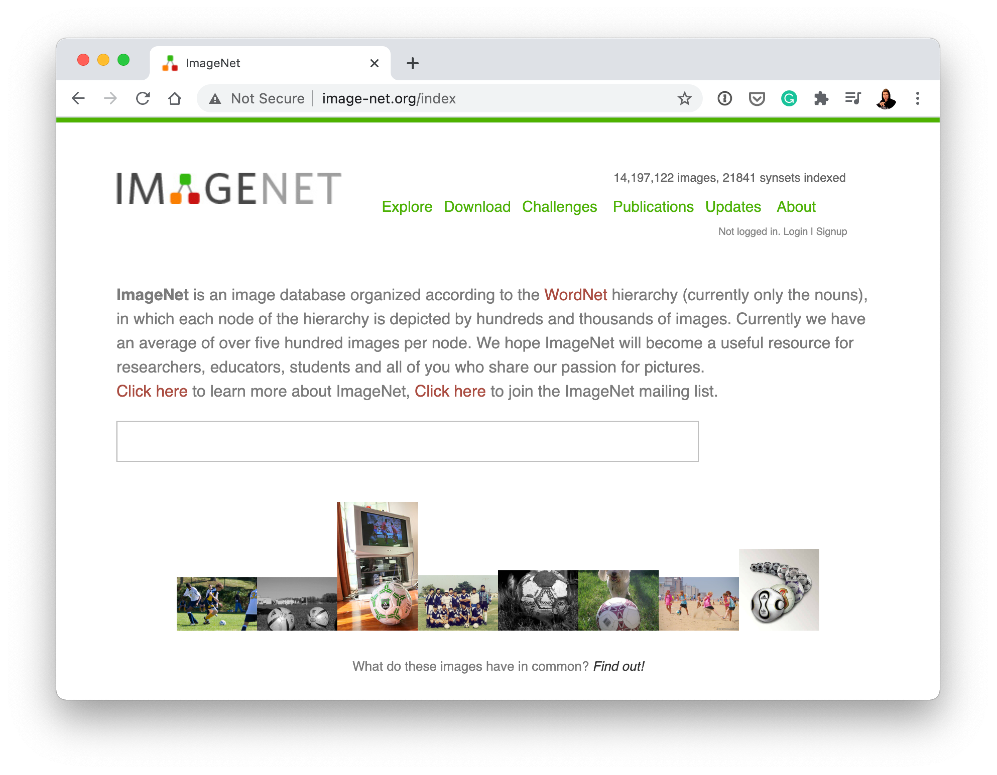 ImageNet
Not Secure | image-net.org/index
IMAGENET
14,197,122 images, 21841 synsets indexed
Explore Download Challenges Publications Updates About
Not logged in. Login | Signup
ImageNet is an image database organized according to the WordNet hierarchy (currently only the nouns),
in which each node of the hierarchy is depicted by hundreds and thousands of images. Currently we have
an average of over five hundred images per node. We hope ImageNet will become a useful resource for
researchers, educators, students and all of you who share our passion for pictures.
Click here to learn more about ImageNet, Click here to join the ImageNet mailing list.
What do these images have in common? Find out!